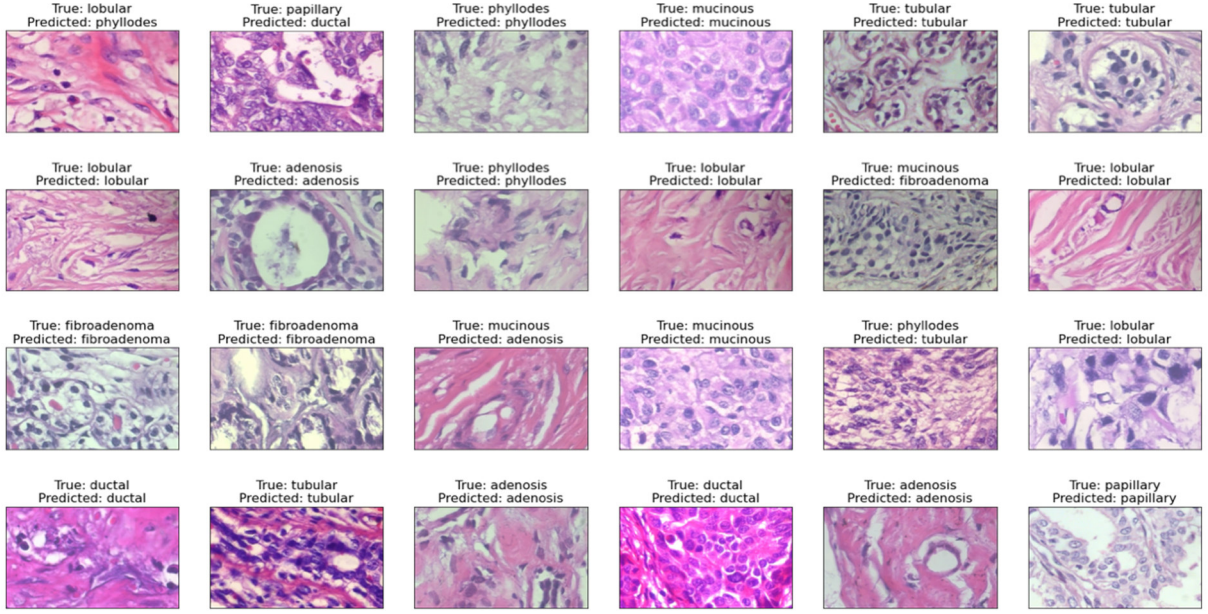 True: lobular
Predicted: phyllodes
True: papillary
Predicted: ductal
True: phyllodes
Predicted: phyllodes
True: mucinous
Predicted: mucinous
True: tubular
Predicted: tubular
True: tubular
Predicted: tubular
True: lobular
Predicted: lobular
True: adenosis
Predicted: adenosis
True: phyllodes
Predicted: phyllodes
True: lobular
Predicted: lobular
True: mucinous
Predicted: fibroadenoma
True: lobular
Predicted: lobular
True: fibroadenoma
Predicted: fibroadenoma
True: fibroadenoma
Predicted: fibroadenoma
True: mucinous
Predicted: adenosis
True: mucinous
Predicted: mucinous
True: phyllodes
Predicted: tubular
True: lobular
Predicted: lobular
True: ductal
Predicted: ductal
True: tubular
Predicted: tubular
True: adenosis
Predicted: adenosis
True: ductal
Predicted: ductal
True: adenosis
Predicted: adenosis
True: papillary
Predicted: papillary